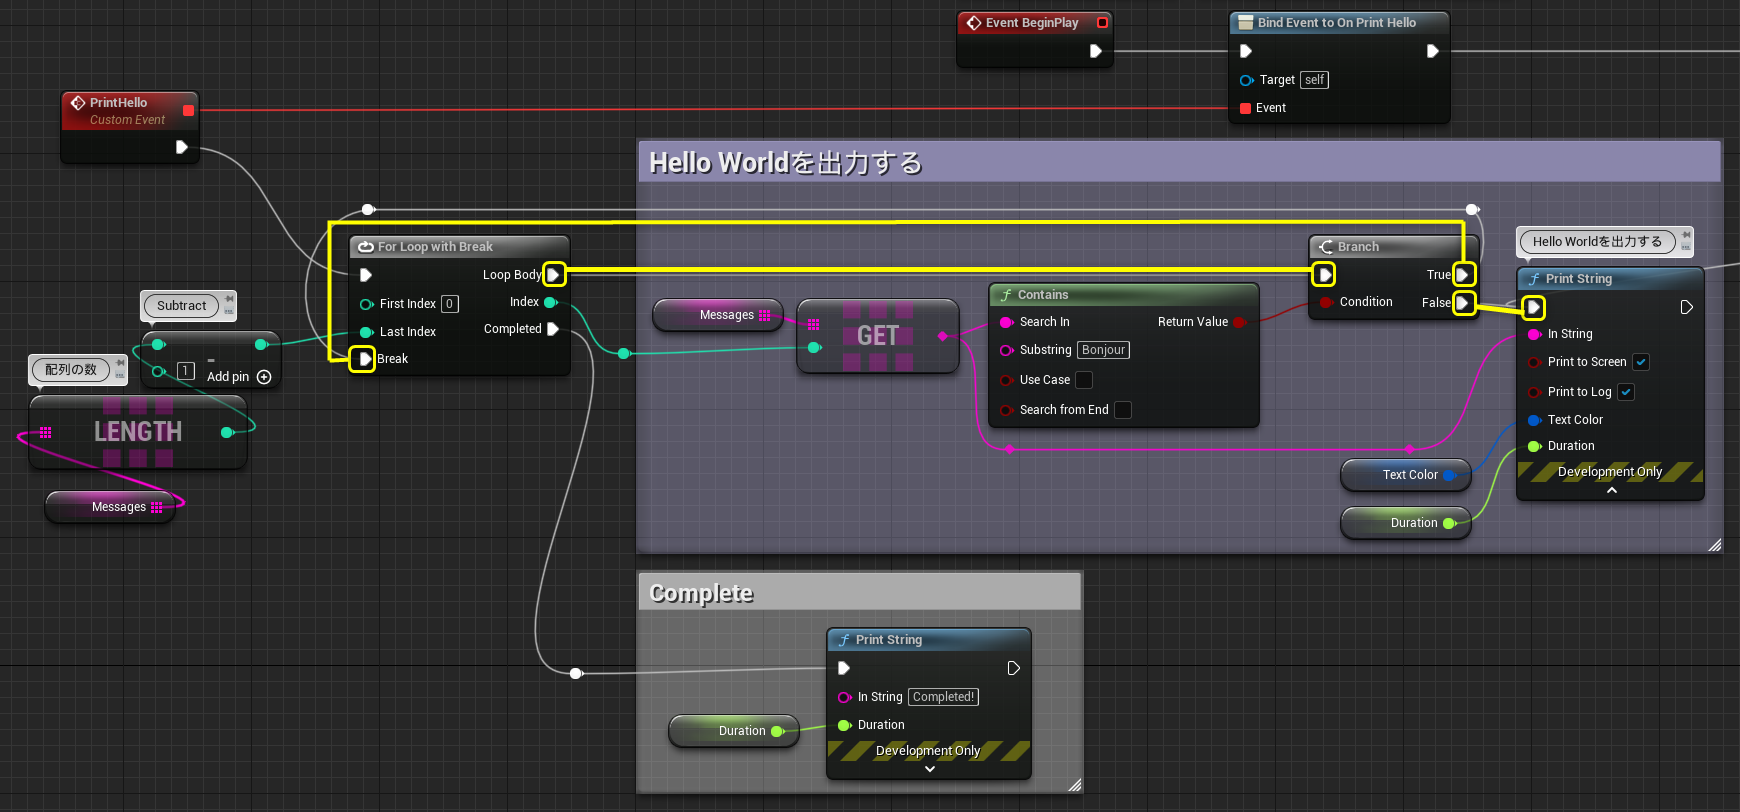 Event BeginPlay
Bind Event to On Print Hello
Target self
Event
PrintHello
Custom Event
Hello Worldを出力する
For Loop with Break
Loop Body
First Index 0
Index
Last Index
Completed
Break
Subtract
-
1
Add pin
配列の数
LENGTH
Messages
Messages
GET
Contains
Search In
Return Value
Substring Bonjour
Use Case
Search from End
Branch
True
Condition
False
Hello Worldを出力する
Print String
In String
Print to Screen
Print to Log
Text Color
Duration
Development Only
Text Color
Duration
Complete
Print String
In String Completed!
Duration
Duration
Development Only